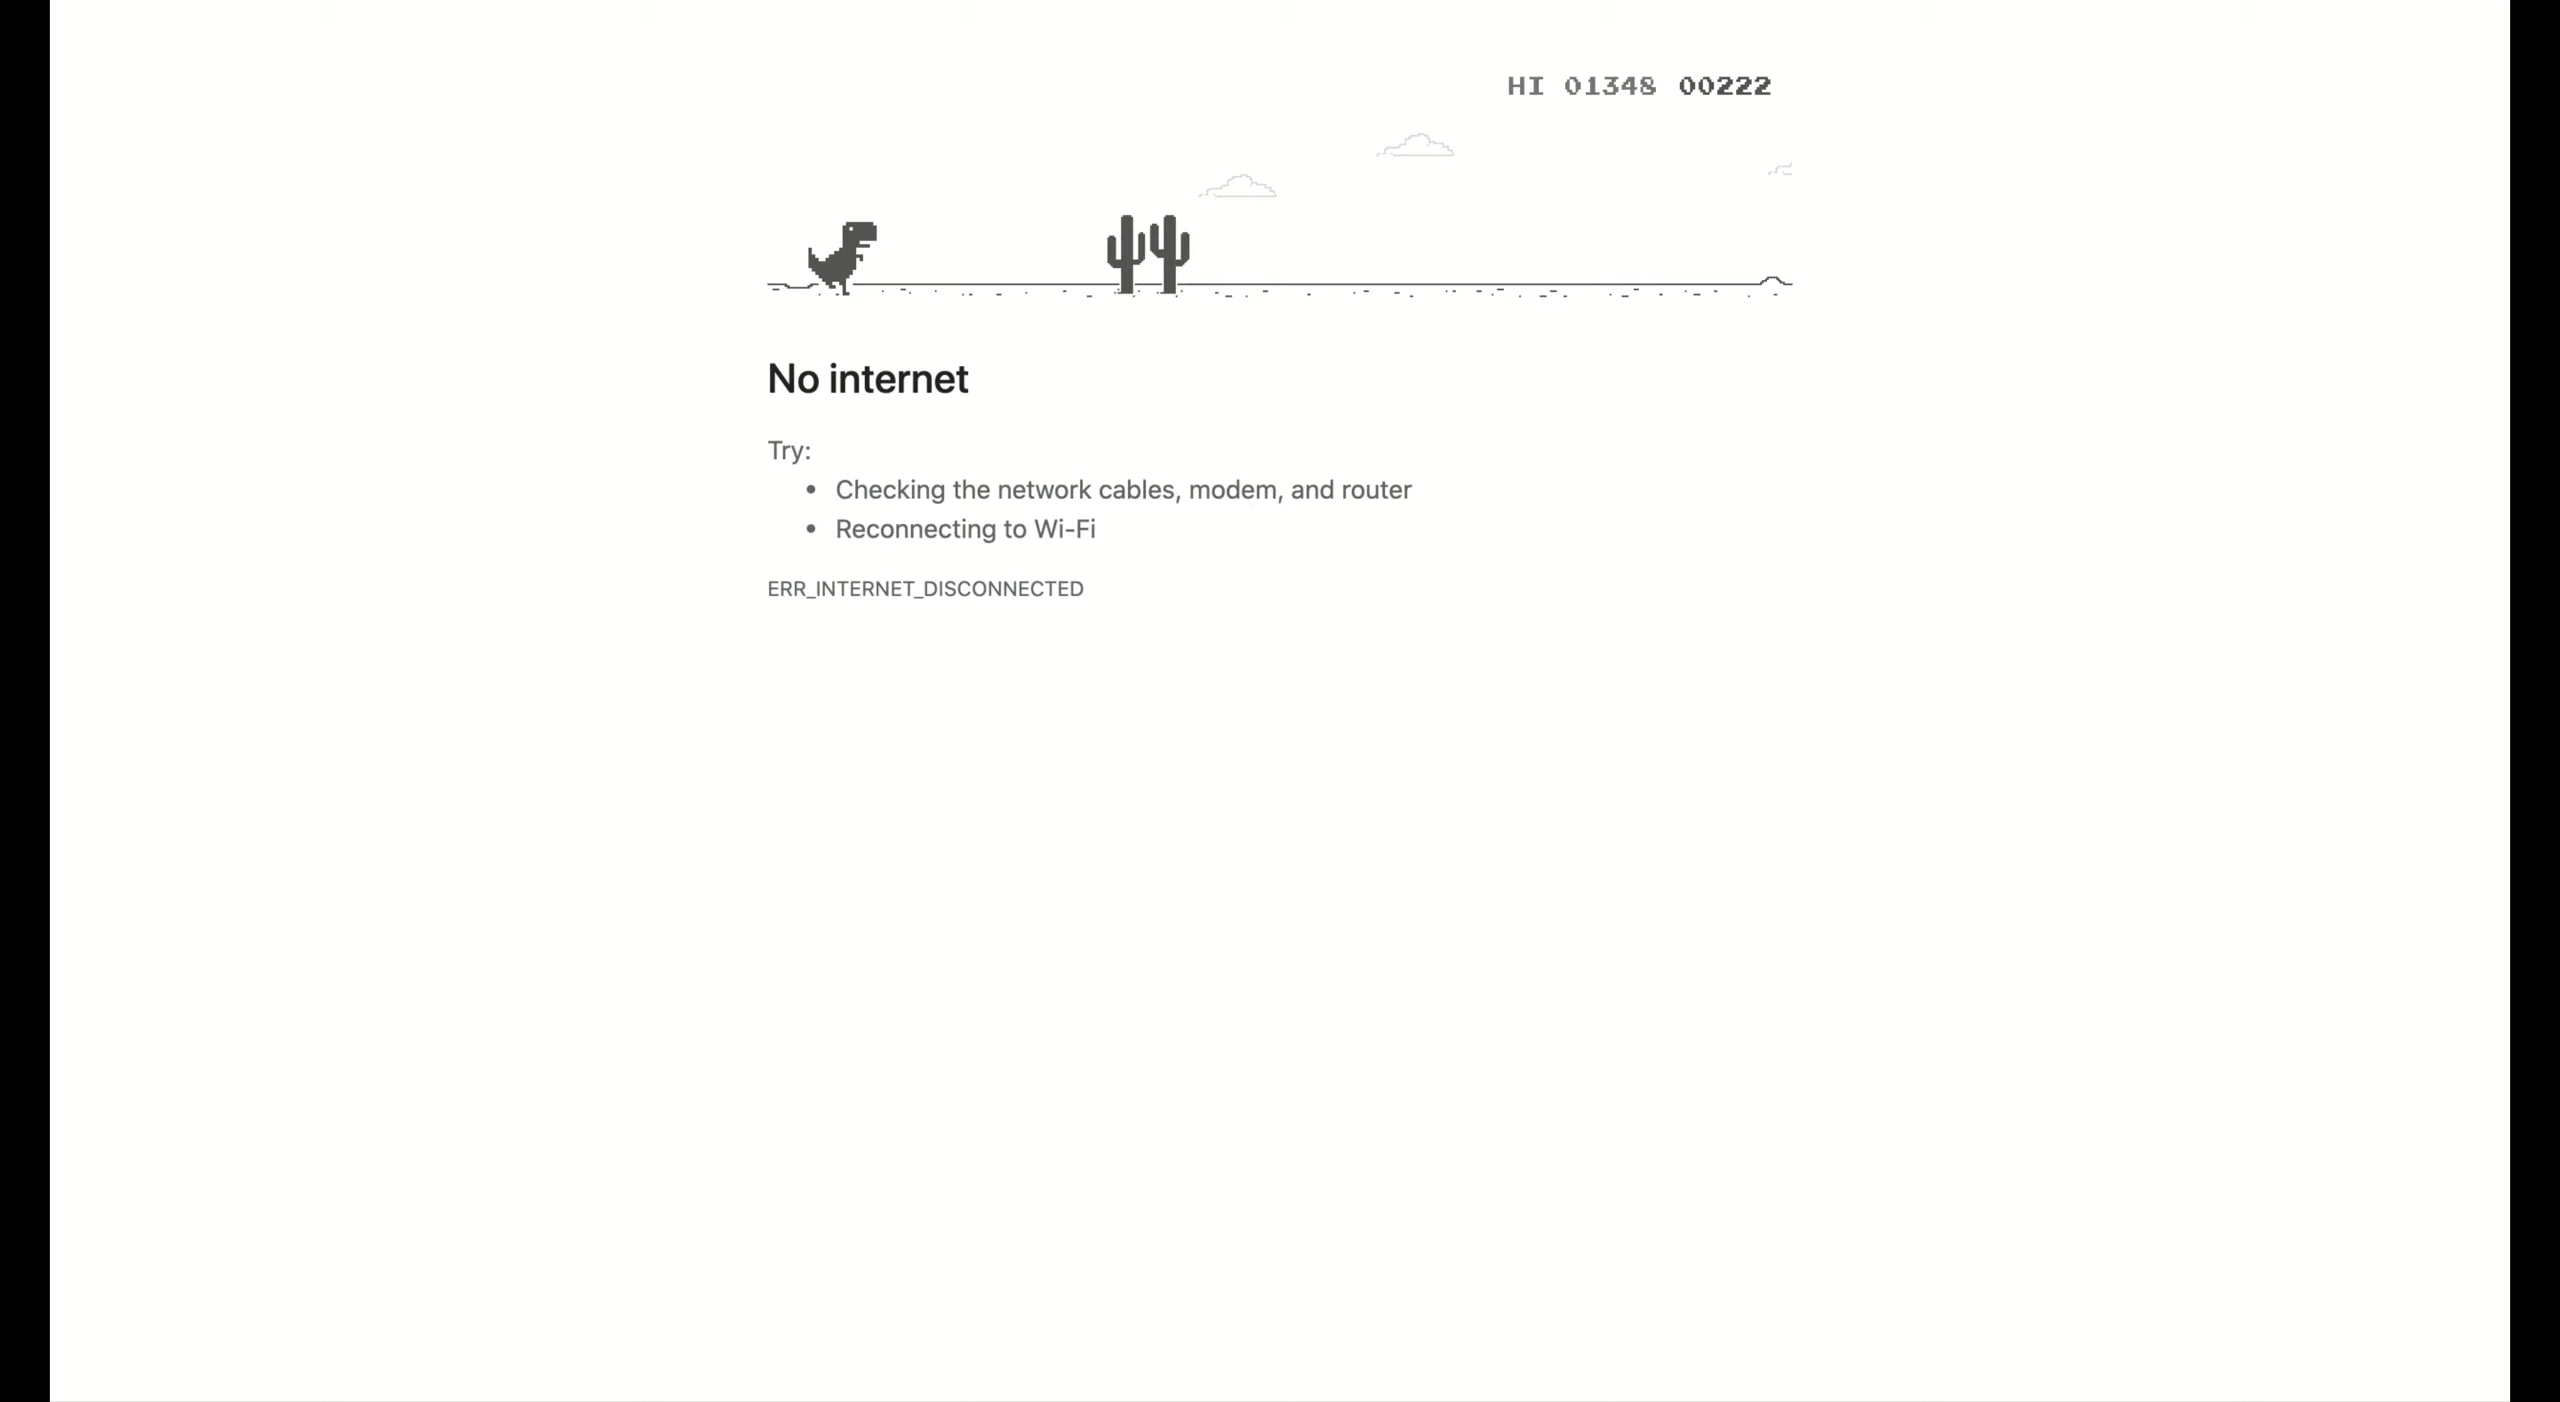 HI 01348 00222
No internet
Try:
• Checking the network cables, modem, and router
• Reconnecting to Wi-Fi
ERR_INTERNET_DISCONNECTED